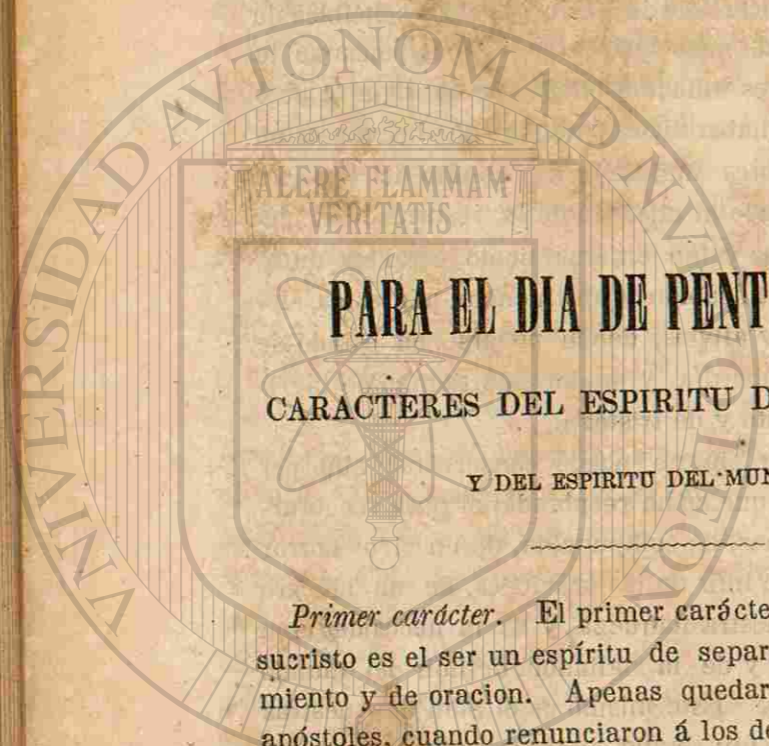 UNIVERSIDAD AUTONOMA DE NUEVO LEON
ALERE FLAMMAM
VERITATIS
PARA EL DIA DE PENT
CARACTERES DEL ESPIRITU D
Y DEL ESPIRITU DEL MUN
Primer carácter. El primer carácte
sucristo es el ser un espíritu de separ
miento y de oracion. Apenas quedar
apóstoles, cuando renunciaron á los de